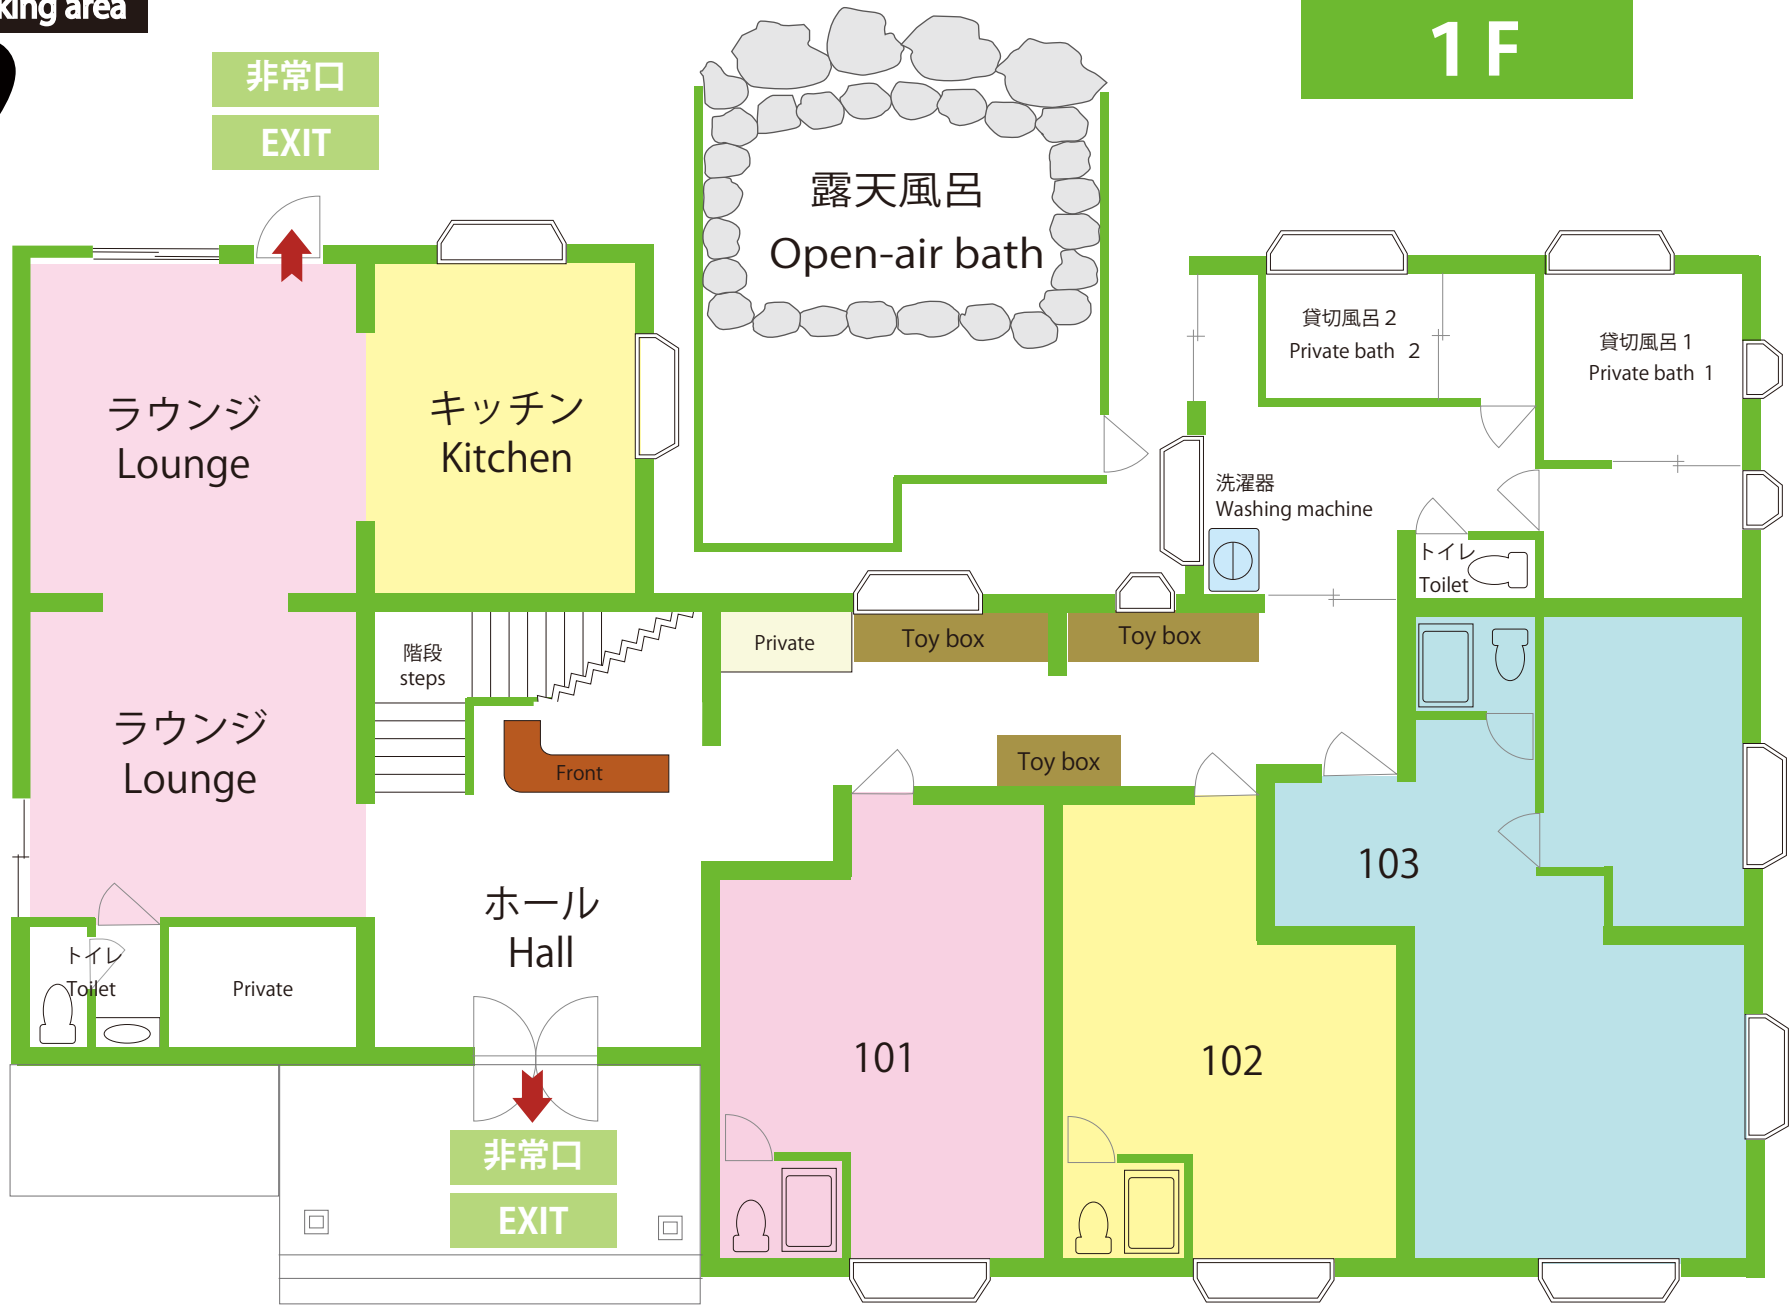 king area
1F
非常口
EXIT
露天風呂
Open-air bath
貸切風呂2
Private bath 2
貸切風呂1
Private bath 1
ラウンジ
Lounge
キッチン
Kitchen
洗濯器
Washing machine
トイレ
Toilet
階段
steps
Private
Toy box
Toy box
ラウンジ
Lounge
Front
Toy box
103
ホール
Hall
トイレ
Toilet
Private
101
102
非常口
EXIT